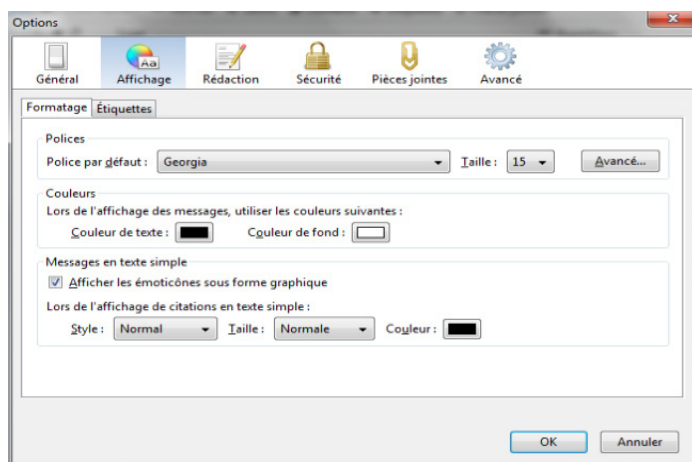 Options
Général Affichage Rédaction Sécurité Pièces jointes Avancé
Formatage Étiquettes
Polices
Police par défaut : Georgia Taille : 15 Avancé...
Couleurs
Lors de l'affichage des messages, utiliser les couleurs suivantes :
Couleur de texte : Couleur de fond :
Messages en texte simple
Afficher les émoticônes sous forme graphique
Lors de l'affichage de citations en texte simple :
Style : Normal Taille : Normale Couleur :
OK Annuler